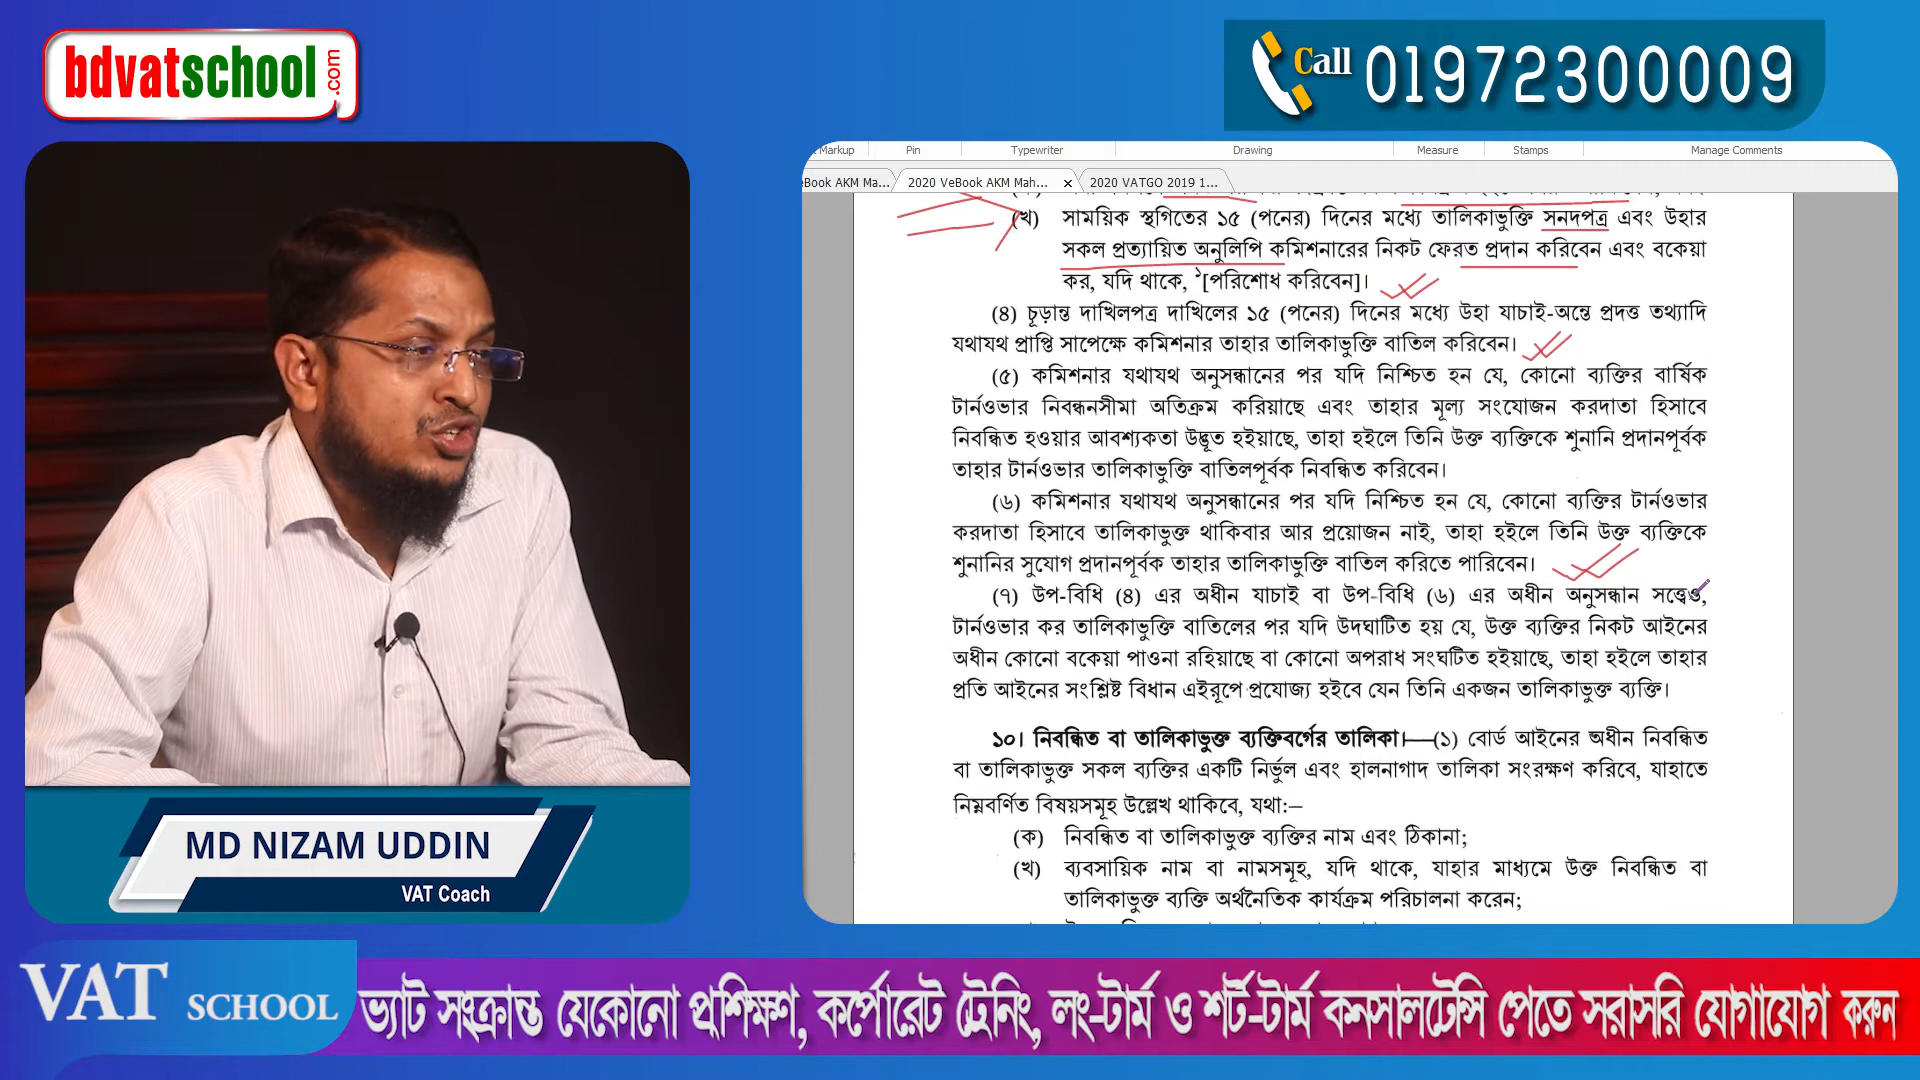 bdvatschool.com
Call 01972300009
Markup Pin Typewriter Drawing Measure Stamps Manage Comments
eBook AKM Ma... 2020 VeBook AKM Mah... × 2020 VATGO 2019 1...
(খ) সাময়িক স্থগিতের ১৫ (পনের) দিনের মধ্যে তালিকাভুক্তি সনদপত্র এবং উহার
সকল প্রত্যায়িত অনুলিপি কমিশনারের নিকট ফেরত প্রদান করিবেন এবং বকেয়া
কর, যদি থাকে, ১[পরিশোধ করিবেন]।
(৪) চূড়ান্ত দাখিলপত্র দাখিলের ১৫ (পনের) দিনের মধ্যে উহা যাচাই-অন্তে প্রদত্ত তথ্যাদি
যথাযথ প্রাপ্তি সাপেক্ষে কমিশনার তাহার তালিকাভুক্তি বাতিল করিবেন।
(৫) কমিশনার যথাযথ অনুসন্ধানের পর যদি নিশ্চিত হন যে, কোনো ব্যক্তির বার্ষিক
টার্নওভার নিবন্ধনসীমা অতিক্রম করিয়াছে এবং তাহার মূল্য সংযোজন করদাতা হিসাবে
নিবন্ধিত হওয়ার আবশ্যকতা উদ্ভূত হইয়াছে, তাহা হইলে তিনি উক্ত ব্যক্তিকে শুনানি প্রদানপূর্বক
তাহার টার্নওভার তালিকাভুক্তি বাতিলপূর্বক নিবন্ধিত করিবেন।
(৬) কমিশনার যথাযথ অনুসন্ধানের পর যদি নিশ্চিত হন যে, কোনো ব্যক্তির টার্নওভার
করদাতা হিসাবে তালিকাভুক্ত থাকিবার আর প্রয়োজন নাই, তাহা হইলে তিনি উক্ত ব্যক্তিকে
শুনানির সুযোগ প্রদানপূর্বক তাহার তালিকাভুক্তি বাতিল করিতে পারিবেন।
(৭) উপ-বিধি (৪) এর অধীন যাচাই বা উপ-বিধি (৬) এর অধীন অনুসন্ধান সত্ত্বেও,
টার্নওভার কর তালিকাভুক্তি বাতিলের পর যদি উদঘাটিত হয় যে, উক্ত ব্যক্তির নিকট আইনের
অধীন কোনো বকেয়া পাওনা রহিয়াছে বা কোনো অপরাধ সংঘটিত হইয়াছে, তাহা হইলে তাহার
প্রতি আইনের সংশ্লিষ্ট বিধান এইরূপে প্রযোজ্য হইবে যেন তিনি একজন তালিকাভুক্ত ব্যক্তি।
১০। নিবন্ধিত বা তালিকাভুক্ত ব্যক্তিবর্গের তালিকা।—(১) বোর্ড আইনের অধীন নিবন্ধিত
বা তালিকাভুক্ত সকল ব্যক্তির একটি নির্ভুল এবং হালনাগাদ তালিকা সংরক্ষণ করিবে, যাহাতে
নিম্নবর্ণিত বিষয়সমূহ উল্লেখ থাকিবে, যথা:–
(ক) নিবন্ধিত বা তালিকাভুক্ত ব্যক্তির নাম এবং ঠিকানা;
(খ) ব্যবসায়িক নাম বা নামসমূহ, যদি থাকে, যাহার মাধ্যমে উক্ত নিবন্ধিত বা
তালিকাভুক্ত ব্যক্তি অর্থনৈতিক কার্যক্রম পরিচালনা করেন;
MD NIZAM UDDIN
VAT Coach
VAT SCHOOL
ভ্যাট সংক্রান্ত যেকোনো প্রশিক্ষণ, কর্পোরেট ট্রেনিং, লং-টার্ম ও শর্ট-টার্ম কনসালটেন্সি পেতে সরাসরি যোগাযোগ করুন